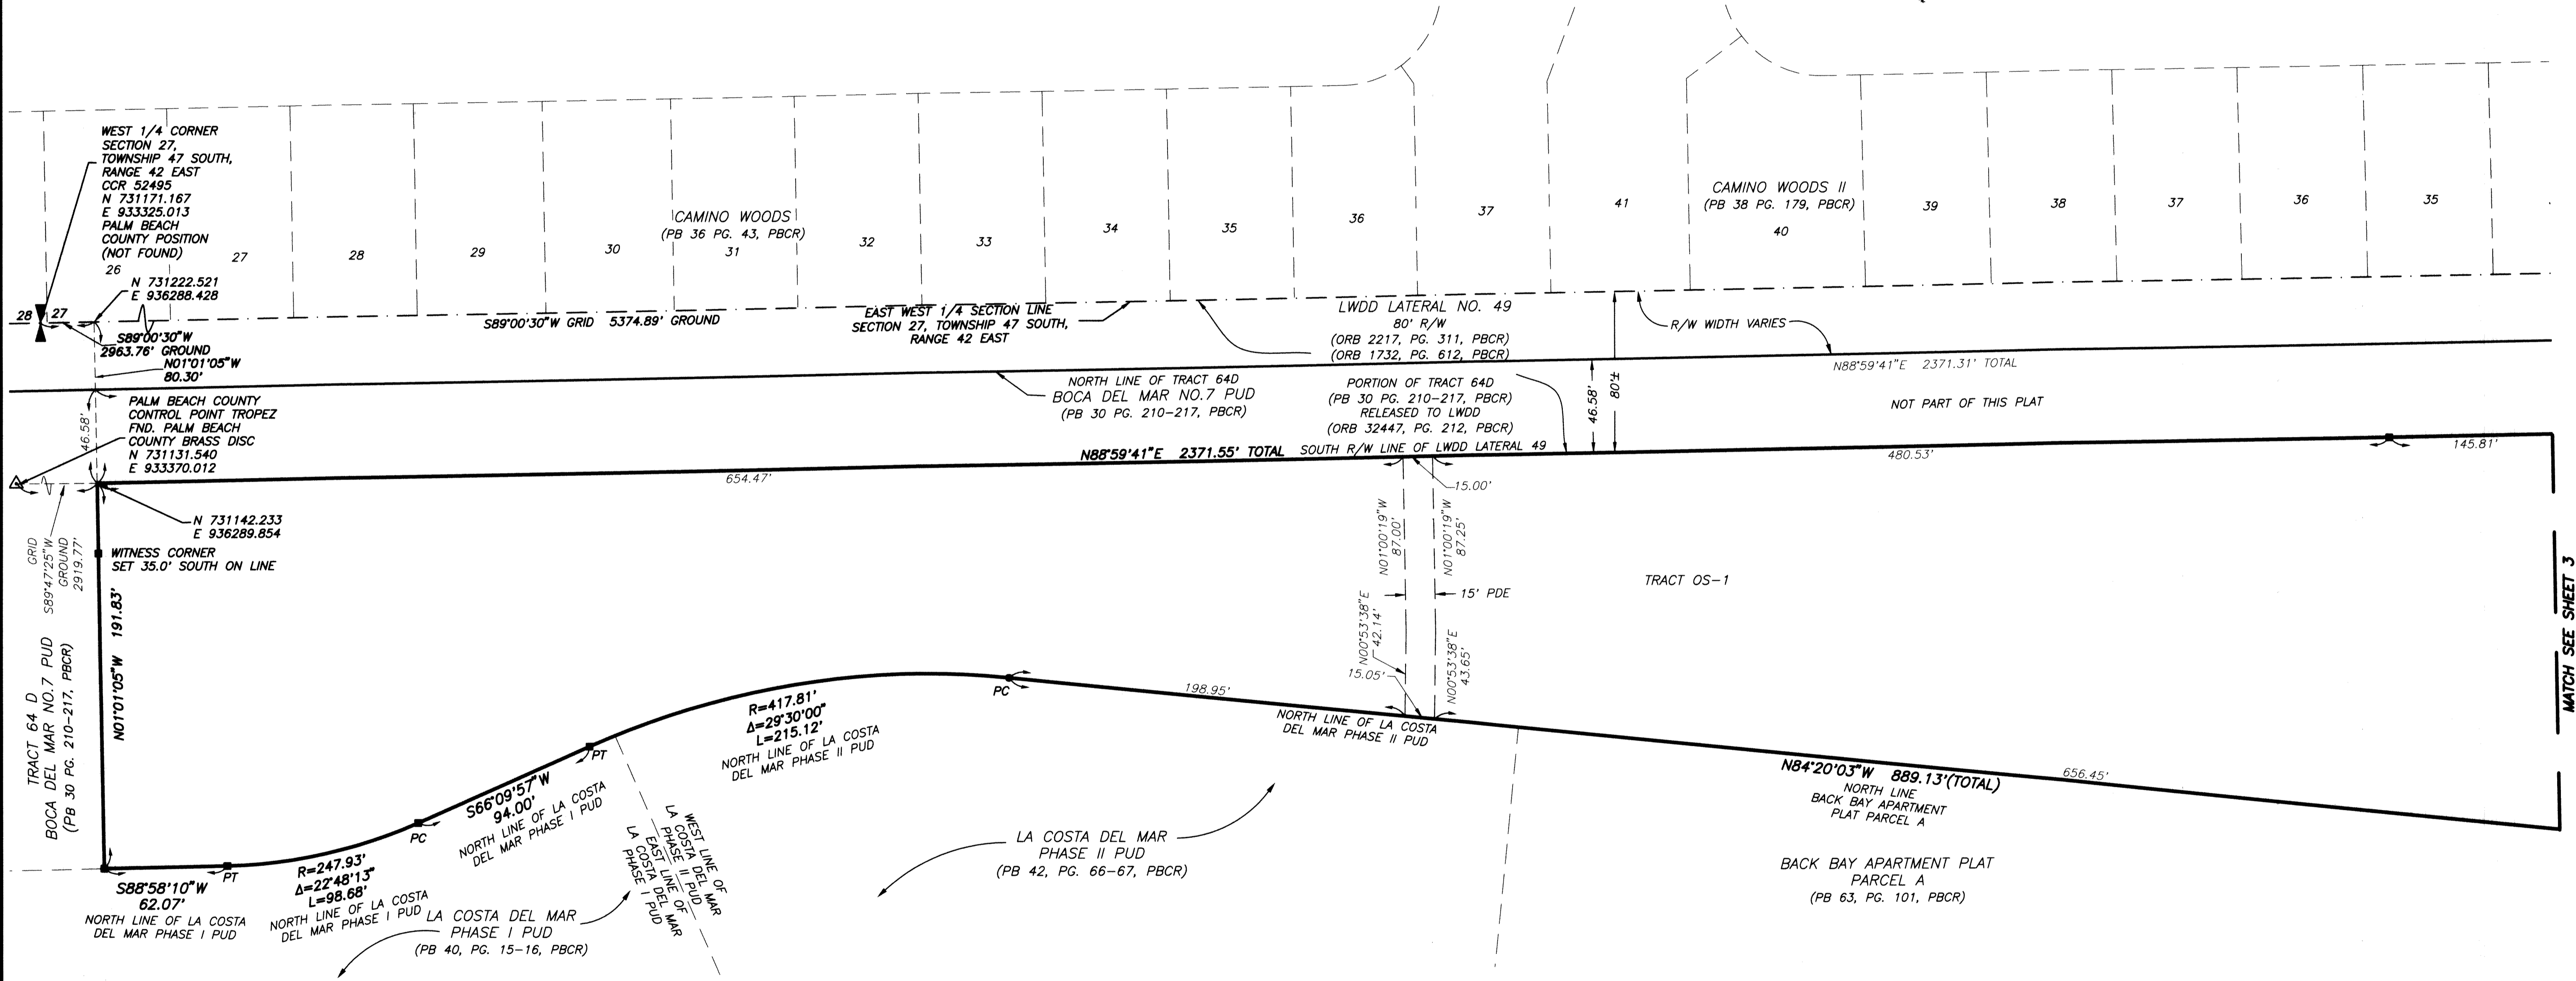 WEST 1/4 CORNER
SECTION 27,
TOWNSHIP 47 SOUTH,
RANGE 42 EAST
CCR 52495
N 731171.167
E 933325.013
PALM BEACH
COUNTY POSITION
(NOT FOUND)
26
27
28
29
30
CAMINO WOODS
(PB 36 PG. 43, PBCR)
31
32
33
34
35
36
37
41
CAMINO WOODS II
(PB 38 PG. 179, PBCR)
40
39
38
37
36
35
N 731222.521
E 936288.428
28
27
S89°00'30"W
2963.76' GROUND
N01°01'05"W
80.30'
S89°00'30"W GRID 5374.89' GROUND
EAST WEST 1/4 SECTION LINE
SECTION 27, TOWNSHIP 47 SOUTH,
RANGE 42 EAST
LWDD LATERAL NO. 49
80' R/W
(ORB 2217, PG. 311, PBCR)
(ORB 1732, PG. 612, PBCR)
R/W WIDTH VARIES
N88°59'41"E 2371.31' TOTAL
NORTH LINE OF TRACT 64D
BOCA DEL MAR NO.7 PUD
(PB 30 PG. 210-217, PBCR)
PORTION OF TRACT 64D
(PB 30 PG. 210-217, PBCR)
RELEASED TO LWDD
(ORB 32447, PG. 212, PBCR)
46.58'
80'±
NOT PART OF THIS PLAT
46.58'
PALM BEACH COUNTY
CONTROL POINT TROPEZ
FND. PALM BEACH
COUNTY BRASS DISC
N 731131.540
E 933370.012
N88°59'41"E 2371.55' TOTAL
SOUTH R/W LINE OF LWDD LATERAL 49
654.47'
15.00'
480.53'
145.81'
N 731142.233
E 936289.854
WITNESS CORNER
SET 35.0' SOUTH ON LINE
GRID
S89°47'25"W
GROUND
2919.77'
N01°01'05"W 191.83'
TRACT 64 D
BOCA DEL MAR NO.7 PUD
(PB 30 PG. 210-217, PBCR)
N01°00'19"W
87.00'
N01°00'19"W
87.25'
15' PDE
N00°53'38"E
42.14'
N00°53'38"E
43.65'
15.05'
TRACT OS-1
MATCH SEE SHEET 3
PC
198.95'
NORTH LINE OF LA COSTA
DEL MAR PHASE II PUD
R=417.81'
Δ=29°30'00"
L=215.12'
NORTH LINE OF LA COSTA
DEL MAR PHASE II PUD
PT
S66°09'57"W
94.00'
NORTH LINE OF LA COSTA
DEL MAR PHASE I PUD
PC
WEST LINE OF
LA COSTA DEL MAR
PHASE II PUD
EAST LINE OF
LA COSTA DEL MAR
PHASE I PUD
R=247.93'
Δ=22°48'13"
L=98.68'
NORTH LINE OF LA COSTA
DEL MAR PHASE I PUD
PT
S88°58'10"W
62.07'
NORTH LINE OF LA COSTA
DEL MAR PHASE I PUD
LA COSTA DEL MAR
PHASE I PUD
(PB 40, PG. 15-16, PBCR)
LA COSTA DEL MAR
PHASE II PUD
(PB 42, PG. 66-67, PBCR)
N84°20'03"W 889.13'(TOTAL)
656.45'
NORTH LINE
BACK BAY APARTMENT
PLAT PARCEL A
BACK BAY APARTMENT PLAT
PARCEL A
(PB 63, PG. 101, PBCR)